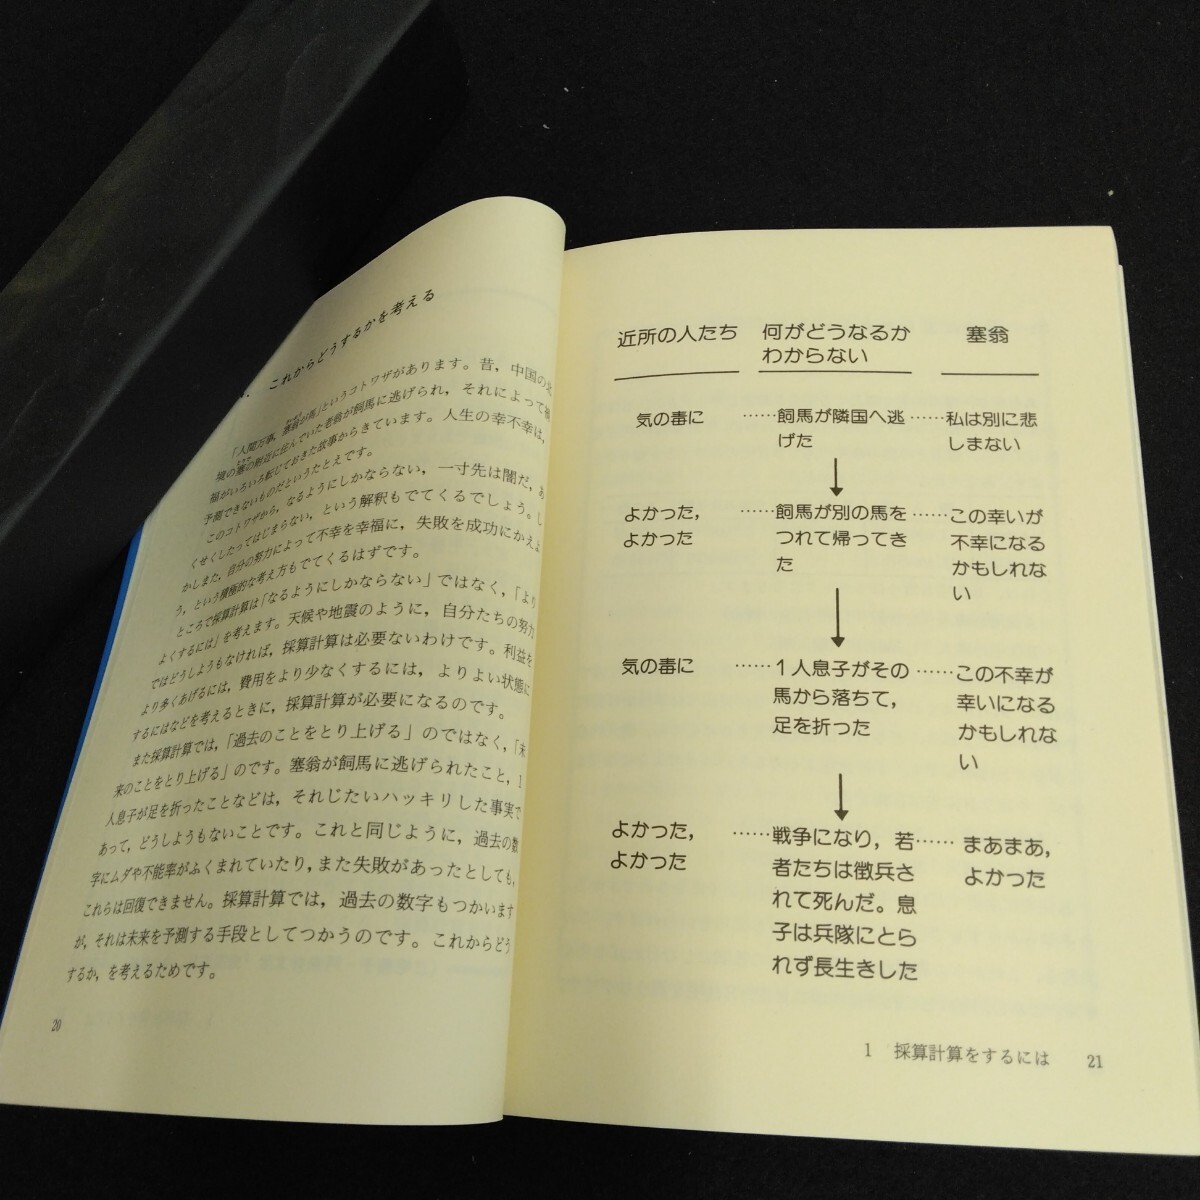 これからどうするかを考える
「人間万事，塞翁が馬」というコトワザがあります。昔，中国の北
境の塞の附近に住んでいた老翁が飼馬に逃げられ，それによって禍
福がいろいろ転じておきた故事からきています。人生の幸不幸は，
予測できないものだというたとえです。
このコトワザから，なるようにしかならない，一寸先は闇だ，あ
くせくしたってはじまらない，という解釈もでてくるでしょう。し
かしまた，自分の努力によって不幸を幸福に，失敗を成功にかえよ
う，という積極的な考え方もでてくるはずです。
ところで採算計算は「なるようにしかならない」ではなく，「より
よくするには」を考えます。天候や地震のように，自分たちの努力
ではどうしようもなければ，採算計算は必要ないわけです。利益を
より多くあげるには，費用をより少なくするには，よりよい状態に
するにはなどを考えるときに，採算計算が必要になるのです。
また採算計算では，「過去のことをとり上げる」のではなく，「未
来のことをとり上げる」のです。塞翁が飼馬に逃げられたこと，1
人息子が足を折ったことなどは，それじたいハッキリした事実で
あって，どうしようもないことです。これと同じように，過去の数
字にムダや不能率がふくまれていたり，また失敗があったとしても，
これらは回復できません。採算計算では，過去の数字もつかいます
が，それは未来を予測する手段としてつかうのです。これからどう
するか，を考えるためです。
20
近所の人たち　何がどうなるか　塞翁
わからない
気の毒に ……飼馬が隣国へ逃 ……私は別に悲
げた　しまない
よかった， ……飼馬が別の馬を ……この幸いが
よかった　つれて帰ってき　不幸になる
た　かもしれな
い
気の毒に ……1人息子がその ……この不幸が
馬から落ちて，　幸いになる
足を折った　かもしれな
い
よかった， ……戦争になり，若…… まあまあ，
よかった　者たちは徴兵さ　よかった
れて死んだ。息
子は兵隊にとら
れず長生きした
1　採算計算をするには　21